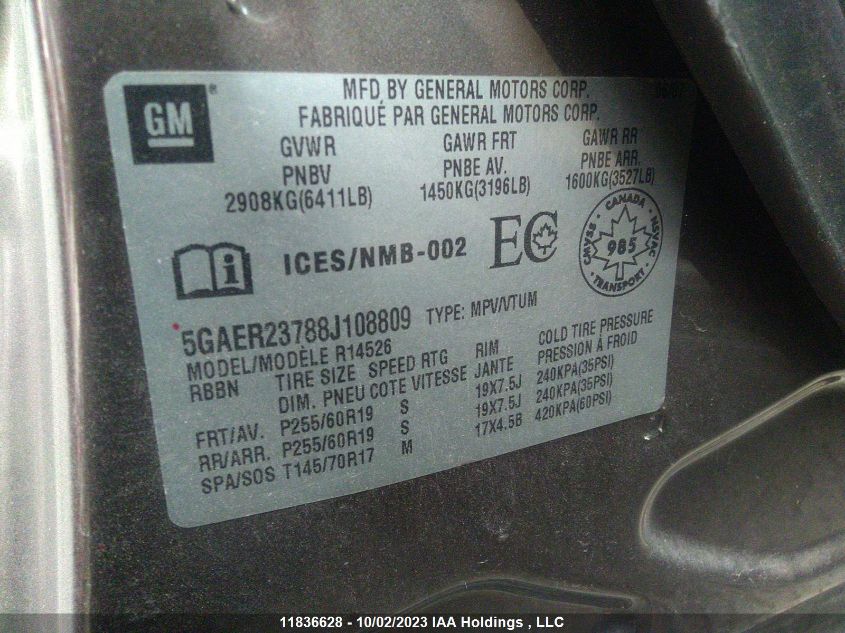 GM ®
MFD BY GENERAL MOTORS CORP.
FABRIQUÉ PAR GENERAL MOTORS CORP.
GVWR GAWR FRT GAWR RR
PNBV PNBE AV. PNBE ARR.
2908KG(6411LB) 1450KG(3196LB) 1600KG(3527LB)
i ICES/NMB-002 EC
CANADA
NSVAC
985
CMVSS
TRANSPORT
5GAER23788J108809 TYPE: MPV/VTUM
MODEL/MODÈLE R14526
RBBN TIRE SIZE SPEED RTG RIM COLD TIRE PRESSURE
DIM. PNEU COTE VITESSE JANTE PRESSION À FROID
FRT/AV. P255/60R19 S 19X7.5J 240KPA(35PSI)
RR/ARR. P255/60R19 S 19X7.5J 240KPA(35PSI)
SPA/SOS T145/70R17 M 17X4.5B 420KPA(60PSI)
11836628 - 10/02/2023 IAA Holdings , LLC